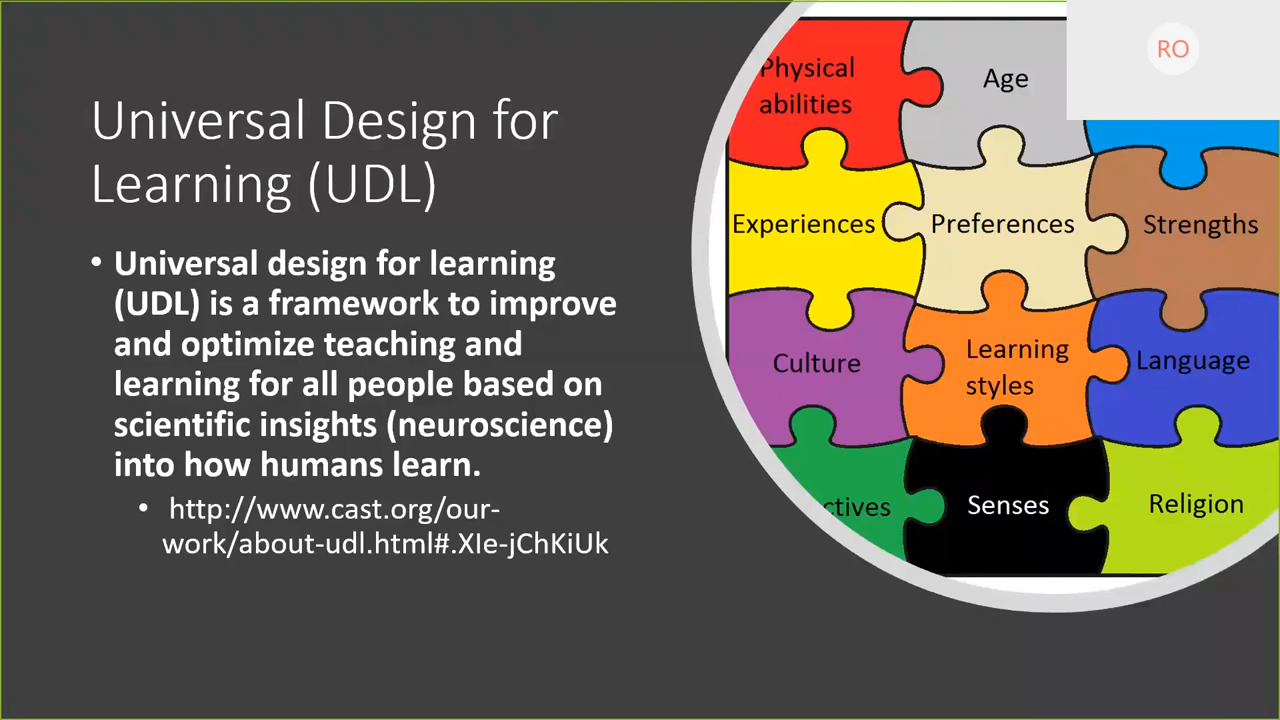 Universal Design for
Learning (UDL)
• Universal design for learning
(UDL) is a framework to improve
and optimize teaching and
learning for all people based on
scientific insights (neuroscience)
into how humans learn.
• http://www.cast.org/our-
work/about-udl.html#.XIe-jChKiUk
Physical
abilities
Age
RO
Experiences
Preferences
Strengths
Culture
Learning
styles
Language
Senses
Religion